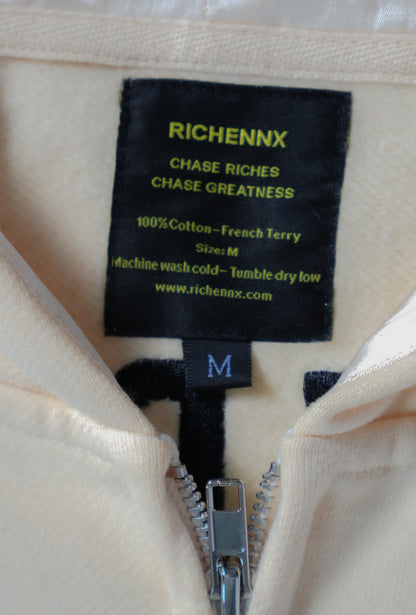 RICHENNX
CHASE RICHES
CHASE GREATNESS
100%Cotton-French Terry
Size: M
Machine wash cold- Tumble dry low
www.richennx.com
M